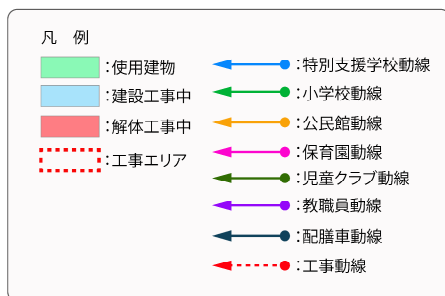 凡 例
:使用建物
:建設工事中
:解体工事中
:工事エリア
:特別支援学校動線
:小学校動線
:公民館動線
:保育園動線
:児童クラブ動線
:教職員動線
:配膳車動線
:工事動線